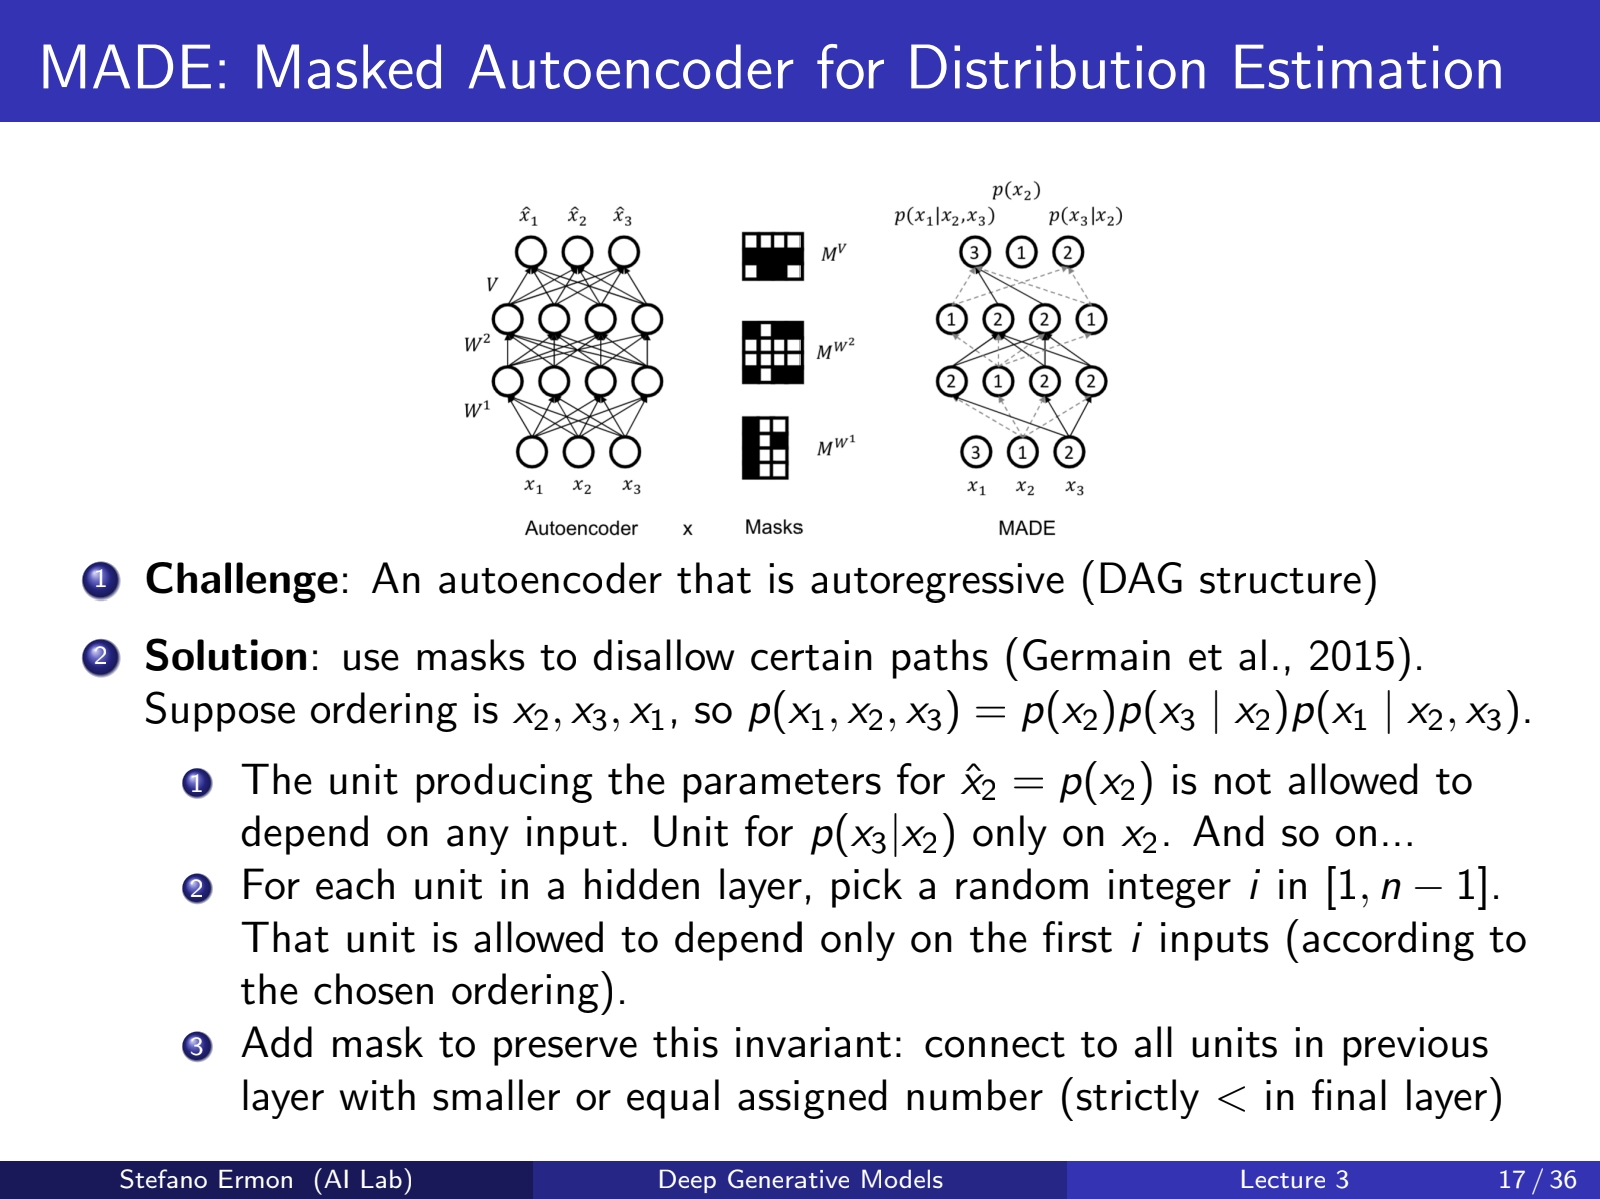 MADE: Masked Autoencoder for Distribution Estimation
p(x₂)
x̂₁ x̂₂ x̂₃ p(x₁|x₂,x₃) p(x₃|x₂)
3 1 2
Mⱽ
V
1 2 2 1
W² M^{W²}
2 1 2 2
W¹ M^{W¹}
3 1 2
x₁ x₂ x₃ x₁ x₂ x₃
Autoencoder x Masks MADE
1 Challenge: An autoencoder that is autoregressive (DAG structure)
2 Solution: use masks to disallow certain paths (Germain et al., 2015).
Suppose ordering is x₂, x₃, x₁, so p(x₁, x₂, x₃) = p(x₂)p(x₃ | x₂)p(x₁ | x₂, x₃).
1 The unit producing the parameters for x̂₂ = p(x₂) is not allowed to
depend on any input. Unit for p(x₃|x₂) only on x₂. And so on...
2 For each unit in a hidden layer, pick a random integer i in [1, n − 1].
That unit is allowed to depend only on the first i inputs (according to
the chosen ordering).
3 Add mask to preserve this invariant: connect to all units in previous
layer with smaller or equal assigned number (strictly < in final layer)
Stefano Ermon (AI Lab) Deep Generative Models Lecture 3 17 / 36